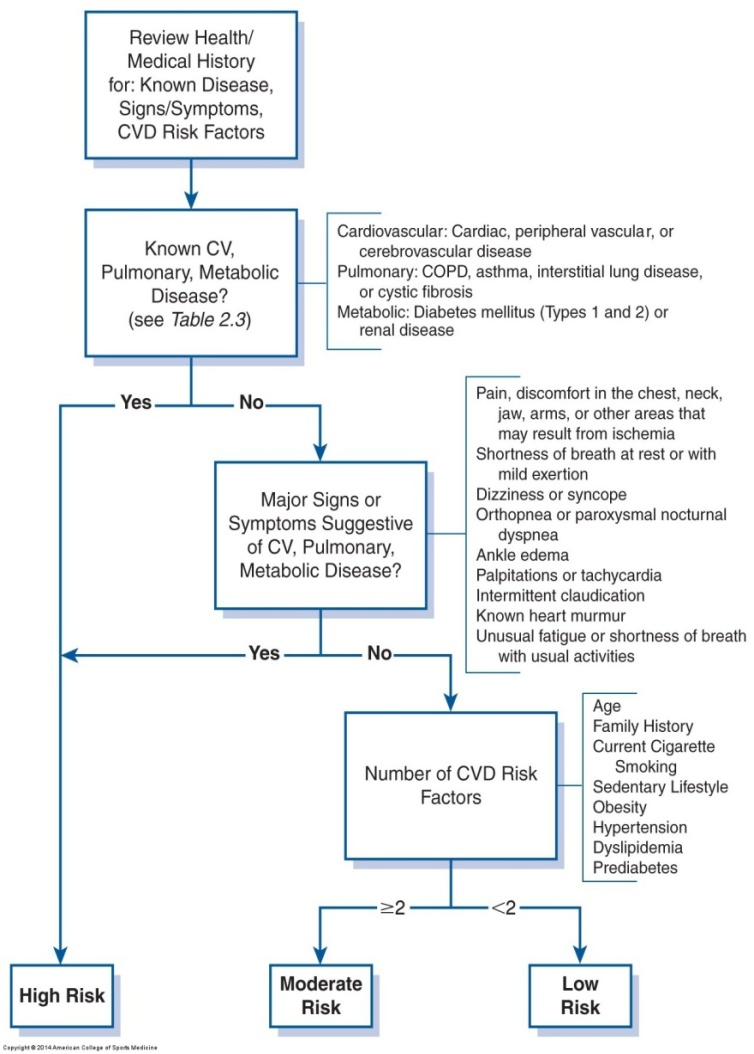 Review Health/
Medical History
for: Known Disease,
Signs/Symptoms,
CVD Risk Factors
Known CV,
Pulmonary, Metabolic
Disease?
(see Table 2.3)
Cardiovascular: Cardiac, peripheral vascular, or
cerebrovascular disease
Pulmonary: COPD, asthma, interstitial lung disease,
or cystic fibrosis
Metabolic: Diabetes mellitus (Types 1 and 2) or
renal disease
Yes
No
Major Signs or
Symptoms Suggestive
of CV, Pulmonary,
Metabolic Disease?
Pain, discomfort in the chest, neck,
jaw, arms, or other areas that
may result from ischemia
Shortness of breath at rest or with
mild exertion
Dizziness or syncope
Orthopnea or paroxysmal nocturnal
dyspnea
Ankle edema
Palpitations or tachycardia
Intermittent claudication
Known heart murmur
Unusual fatigue or shortness of breath
with usual activities
Yes
No
Number of CVD Risk
Factors
Age
Family History
Current Cigarette
Smoking
Sedentary Lifestyle
Obesity
Hypertension
Dyslipidemia
Prediabetes
≥2
<2
High Risk
Moderate
Risk
Low
Risk
Copyright © 2014 American College of Sports Medicine